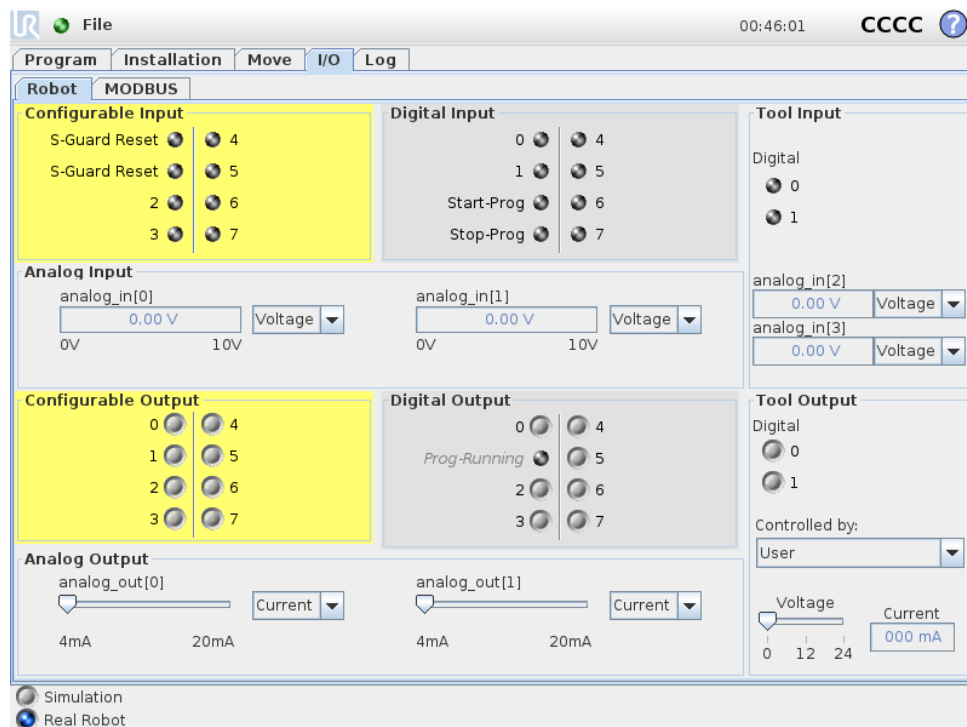 UR File 00:46:01 CCCC ?
Program Installation Move I/O Log
Robot MODBUS
Configurable Input
S-Guard Reset 4
S-Guard Reset 5
2 6
3 7
Digital Input
0 4
1 5
Start-Prog 6
Stop-Prog 7
Tool Input
Digital
0
1
Analog Input
analog_in[0]
0.00 V Voltage
0V 10V
analog_in[1]
0.00 V Voltage
0V 10V
analog_in[2]
0.00 V Voltage
analog_in[3]
0.00 V Voltage
Configurable Output
0 4
1 5
2 6
3 7
Digital Output
0 4
Prog-Running 5
2 6
3 7
Tool Output
Digital
0
1
Controlled by:
User
Voltage
0 12 24
Current
000 mA
Analog Output
analog_out[0]
Current
4mA 20mA
analog_out[1]
Current
4mA 20mA
Simulation
Real Robot